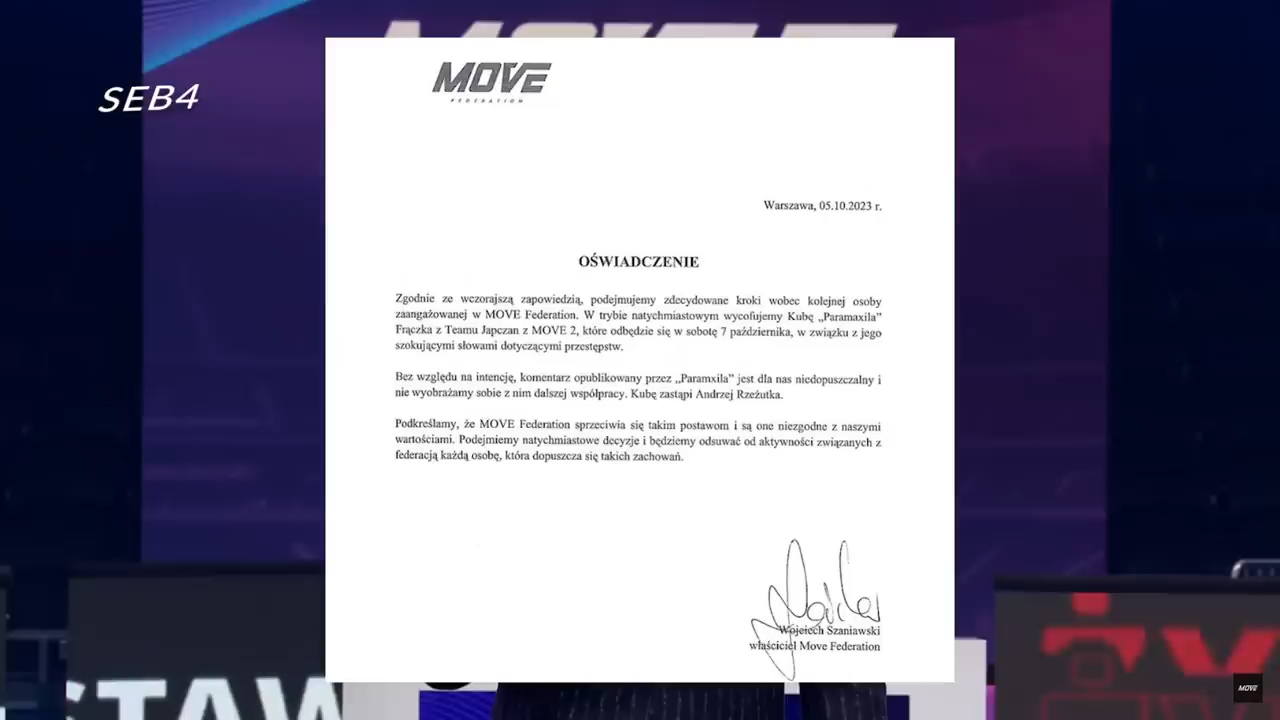 MOVE
SEB4
MOVE
FEDERATION
Warszawa, 05.10.2023 r.
OŚWIADCZENIE
Zgodnie ze wczorajszą zapowiedzią, podejmujemy zdecydowane kroki wobec kolejnej osoby
zaangażowanej w MOVE Federation. W trybie natychmiastowym wycofujemy Kubę „Paramaxila”
Frączka z Teamu Japczan z MOVE 2, które odbędzie się w sobotę 7 października, w związku z jego
szokującymi słowami dotyczącymi przestępstw.
Bez względu na intencję, komentarz opublikowany przez „Paramxila” jest dla nas niedopuszczalny i
nie wyobrażamy sobie z nim dalszej współpracy. Kubę zastąpi Andrzej Rzeżutka.
Podkreślamy, że MOVE Federation sprzeciwia się takim postawom i są one niezgodne z naszymi
wartościami. Podejmiemy natychmiastowe decyzje i będziemy odsuwać od aktywności związanych z
federacją każdą osobę, która dopuszcza się takich zachowań.
Wojciech Szaniawski
właściciel Move Federation
STAW
ŻY
MOVE